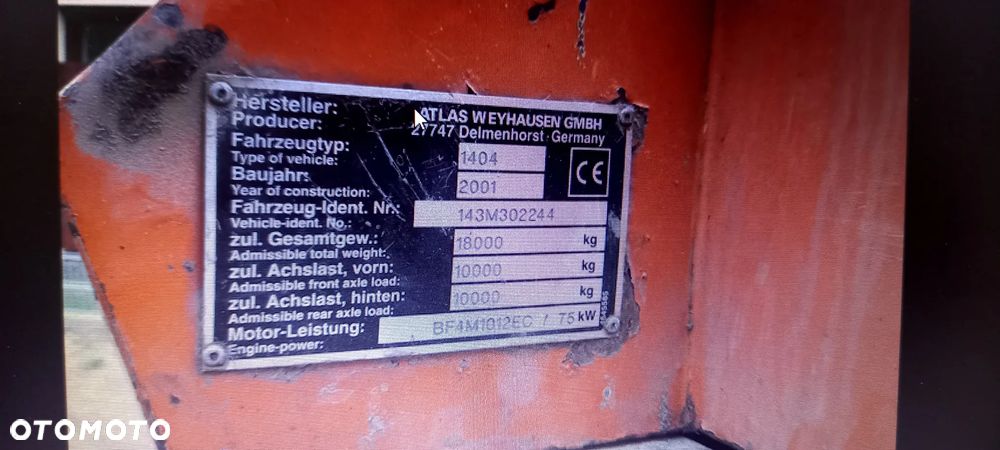 Hersteller:
Producer:
ATLAS WEYHAUSEN GMBH
27747 Delmenhorst · Germany
Fahrzeugtyp:
Type of vehicle:
1404
Baujahr:
Year of construction:
2001
CE
Fahrzeug-Ident. Nr.:
Vehicle-ident. No.:
143M302244
zul. Gesamtgew.:
Admissible total weight:
18000 kg
zul. Achslast, vorn:
Admissible front axle load:
10000 kg
zul. Achslast, hinten:
Admissible rear axle load:
10000 kg
Motor-Leistung:
Engine-power:
BF4M1012EC / 75 kW
OTOMOTO